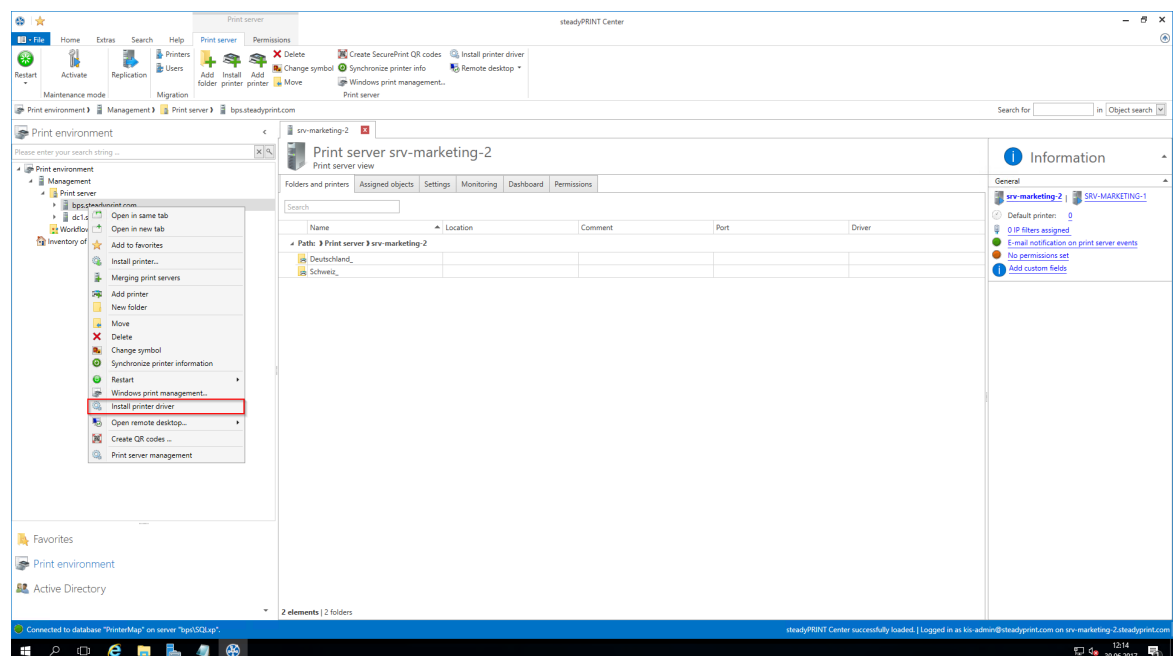 Print server
steadyPRINT Center
File Home Extras Search Help Print server Permissions
Restart
Activate
Replication
Printers
Users
Add folder
Install printer
Add printer
Delete
Change symbol
Move
Create SecurePrint QR codes
Synchronize printer info
Windows print management...
Install printer driver
Remote desktop
Maintenance mode
Migration
Print server
Print environment Management Print server bps.steadyprint.com
Search for in Object search
Print environment
Please enter your search string ...
Print environment
Management
Print server
bps.steadyprint.com
dc1.s
Workflow
Inventory of
Open in same tab
Open in new tab
Add to favorites
Install printer...
Merging print servers
Add printer
New folder
Move
Delete
Change symbol
Synchronize printer information
Restart
Windows print management...
Install printer driver
Open remote desktop...
Create QR codes ...
Print server management
Favorites
Print environment
Active Directory
srv-marketing-2
Print server srv-marketing-2
Print server view
Folders and printers Assigned objects Settings Monitoring Dashboard Permissions
Search
Name Location Comment Port Driver
Path: Print server srv-marketing-2
Deutschland_
Schweiz_
2 elements | 2 folders
Information
General
srv-marketing-2 | SRV-MARKETING-1
Default printer: 0
0 IP filters assigned
E-mail notification on print server events
No permissions set
Add custom fields
Connected to database "PrinterMap" on server "bps\SQLxp".
steadyPRINT Center successfully loaded. | Logged in as kis-admin@steadyprint.com on srv-marketing-2.steadyprint.com
12:14
20.06.2017